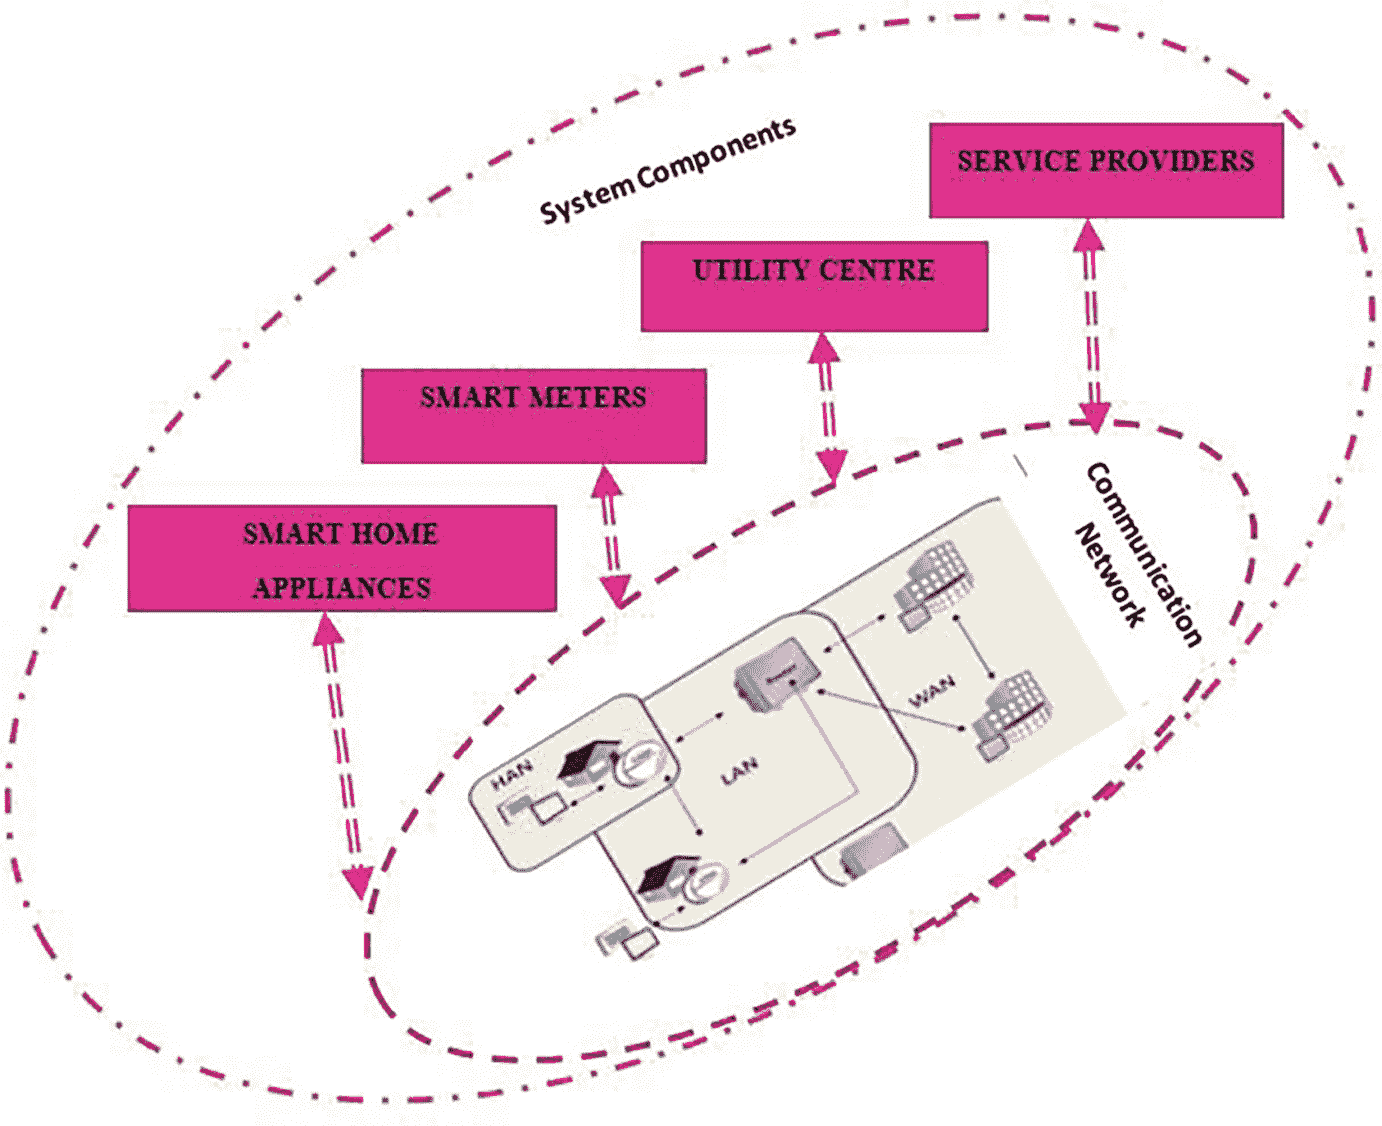 System Components
SERVICE PROVIDERS
UTILITY CENTRE
SMART METERS
SMART HOME
APPLIANCES
Communication
Network
WAN
LAN
HAN